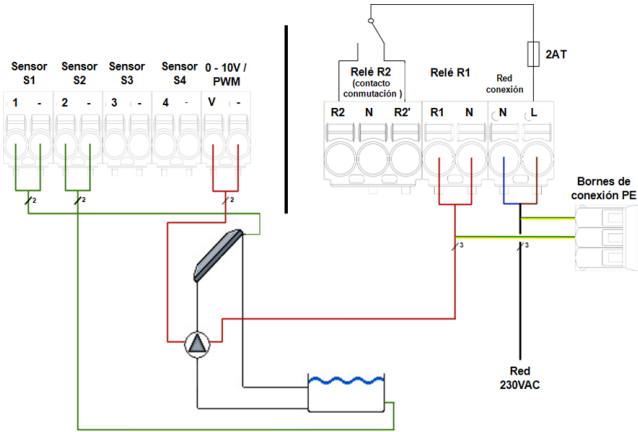 2AT
Sensor S1
Sensor S2
Sensor S3
Sensor S4
0 - 10V / PWM
Relé R2
(contacto conmutación )
Relé R1
Red conexión
1 - 2 - 3 - 4 - V -
R2 N R2' R1 N N L
Bornes de
conexión PE
2 2 2 3 3
Red
230VAC